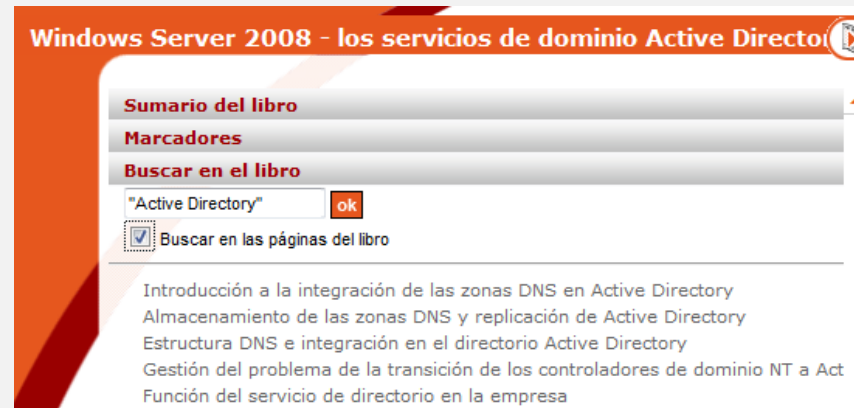 Windows Server 2008 - los servicios de dominio Active Directo
Sumario del libro
Marcadores
Buscar en el libro
"Active Directory" ok
Buscar en las páginas del libro
Introducción a la integración de las zonas DNS en Active Directory
Almacenamiento de las zonas DNS y replicación de Active Directory
Estructura DNS e integración en el directorio Active Directory
Gestión del problema de la transición de los controladores de dominio NT a Act
Función del servicio de directorio en la empresa